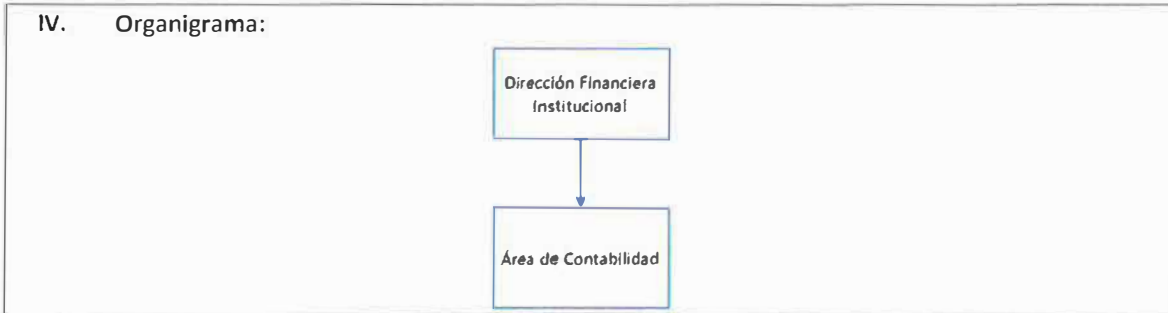 IV. Organigrama:
Dirección Financiera
Institucional
Área de Contabilidad